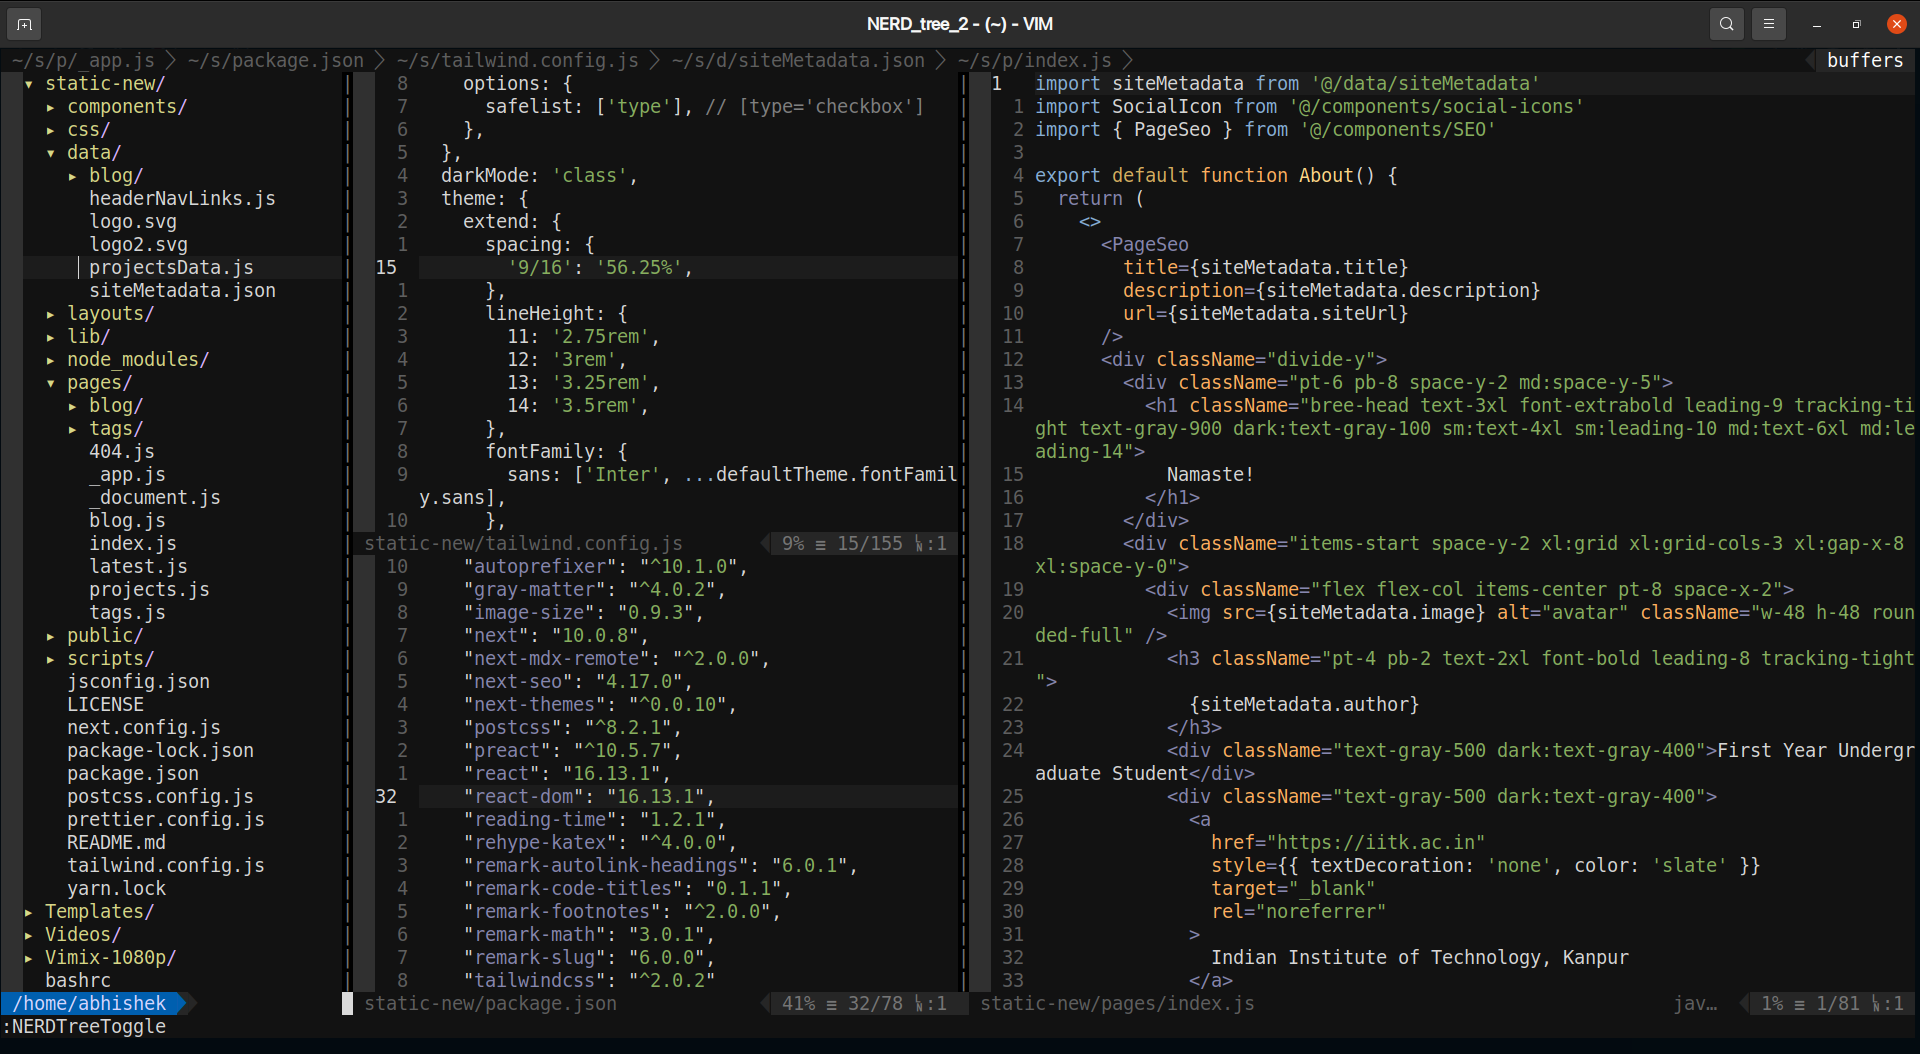 NERD_tree_2 - (~) - VIM
~/s/p/_app.js ~/s/package.json ~/s/tailwind.config.js ~/s/d/siteMetadata.json ~/s/p/index.js buffers
▾ static-new/
▸ components/
▸ css/
▾ data/
▸ blog/
headerNavLinks.js
logo.svg
logo2.svg
projectsData.js
siteMetadata.json
▸ layouts/
▸ lib/
▸ node_modules/
▾ pages/
▸ blog/
▸ tags/
404.js
_app.js
_document.js
blog.js
index.js
latest.js
projects.js
tags.js
▸ public/
▸ scripts/
jsconfig.json
LICENSE
next.config.js
package-lock.json
package.json
postcss.config.js
prettier.config.js
README.md
tailwind.config.js
yarn.lock
▸ Templates/
▸ Videos/
▸ Vimix-1080p/
bashrc
/home/abhishek
8 options: {
7 safelist: ['type'], // [type='checkbox']
6 },
5 },
4 darkMode: 'class',
3 theme: {
2 extend: {
1 spacing: {
15 '9/16': '56.25%',
1 },
2 lineHeight: {
3 11: '2.75rem',
4 12: '3rem',
5 13: '3.25rem',
6 14: '3.5rem',
7 },
8 fontFamily: {
9 sans: ['Inter', ...defaultTheme.fontFamil
y.sans],
10 },
static-new/tailwind.config.js 9% ≡ 15/155 ␤:1
10 "autoprefixer": "^10.1.0",
9 "gray-matter": "^4.0.2",
8 "image-size": "0.9.3",
7 "next": "10.0.8",
6 "next-mdx-remote": "^2.0.0",
5 "next-seo": "4.17.0",
4 "next-themes": "^0.0.10",
3 "postcss": "^8.2.1",
2 "preact": "^10.5.7",
1 "react": "16.13.1",
32 "react-dom": "16.13.1",
1 "reading-time": "1.2.1",
2 "rehype-katex": "^4.0.0",
3 "remark-autolink-headings": "6.0.1",
4 "remark-code-titles": "0.1.1",
5 "remark-footnotes": "^2.0.0",
6 "remark-math": "3.0.1",
7 "remark-slug": "6.0.0",
8 "tailwindcss": "^2.0.2"
static-new/package.json 41% ≡ 32/78 ␤:1
1 import siteMetadata from '@/data/siteMetadata'
1 import SocialIcon from '@/components/social-icons'
2 import { PageSeo } from '@/components/SEO'
3
4 export default function About() {
5 return (
6 <>
7 <PageSeo
8 title={siteMetadata.title}
9 description={siteMetadata.description}
10 url={siteMetadata.siteUrl}
11 />
12 <div className="divide-y">
13 <div className="pt-6 pb-8 space-y-2 md:space-y-5">
14 <h1 className="bree-head text-3xl font-extrabold leading-9 tracking-ti
ght text-gray-900 dark:text-gray-100 sm:text-4xl sm:leading-10 md:text-6xl md:le
ading-14">
15 Namaste!
16 </h1>
17 </div>
18 <div className="items-start space-y-2 xl:grid xl:grid-cols-3 xl:gap-x-8
xl:space-y-0">
19 <div className="flex flex-col items-center pt-8 space-x-2">
20 <img src={siteMetadata.image} alt="avatar" className="w-48 h-48 roun
ded-full" />
21 <h3 className="pt-4 pb-2 text-2xl font-bold leading-8 tracking-tight
">
22 {siteMetadata.author}
23 </h3>
24 <div className="text-gray-500 dark:text-gray-400">First Year Undergr
aduate Student</div>
25 <div className="text-gray-500 dark:text-gray-400">
26 <a
27 href="https://iitk.ac.in"
28 style={{ textDecoration: 'none', color: 'slate' }}
29 target="_blank"
30 rel="noreferrer"
31 >
32 Indian Institute of Technology, Kanpur
33 </a>
static-new/pages/index.js jav… 1% ≡ 1/81 ␤:1
:NERDTreeToggle